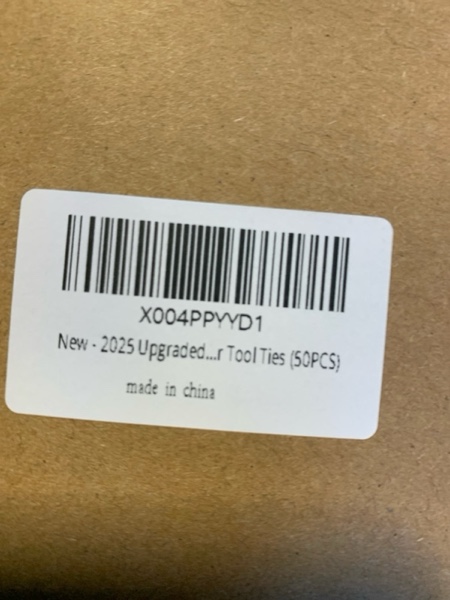 X004PPYYD1
New - 2025 Upgraded...r Tool Ties (50PCS)
made in china